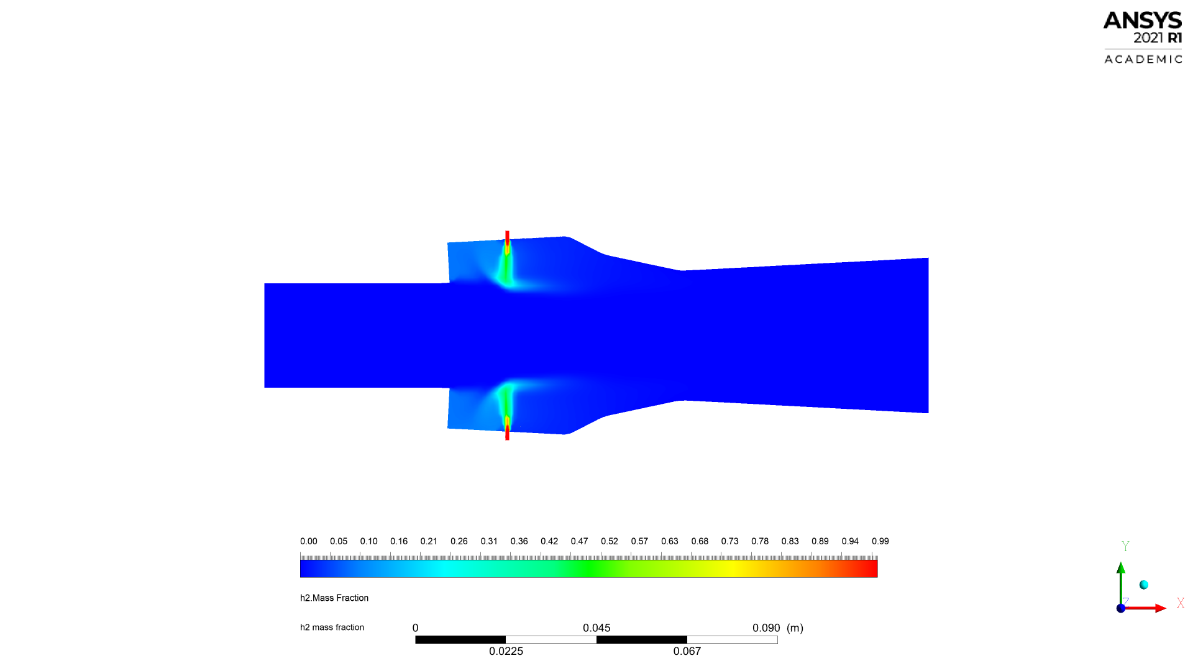 ANSYS
2021 R1
ACADEMIC
0.00 0.05 0.10 0.16 0.21 0.26 0.31 0.36 0.42 0.47 0.52 0.57 0.63 0.68 0.73 0.78 0.83 0.89 0.94 0.99
h2.Mass Fraction
h2 mass fraction
0 0.045 0.090 (m)
0.0225 0.067
Y
Z
X